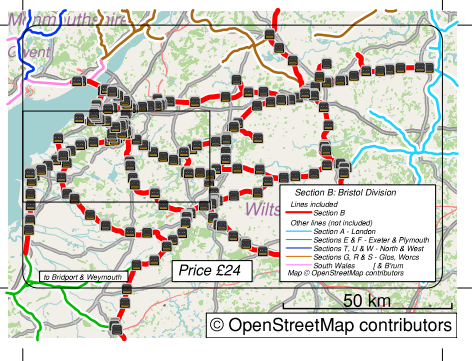 Monmouthshire
Gwent
Wilts
Section B: Bristol Division
Lines included
Section B
Other lines (not included)
Section A - London
Sections E & F - Exeter & Plymouth
Sections T, U & W - North & West
Sections G, R & S - Glos, Worcs
South Wales [ & B'num
Map © OpenStreetMap contributors
to Bridport & Weymouth
Price £24
50 km
© OpenStreetMap contributors